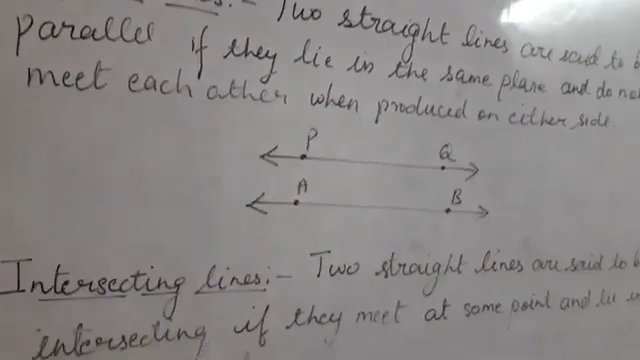 :- Two straight lines are said to b
parallel if they lie in the same plane and do not
meet each other when produced on either side.
P Q
A B
Intersecting lines:- Two straight lines are said to b
intersecting if they meet at some point and lie in